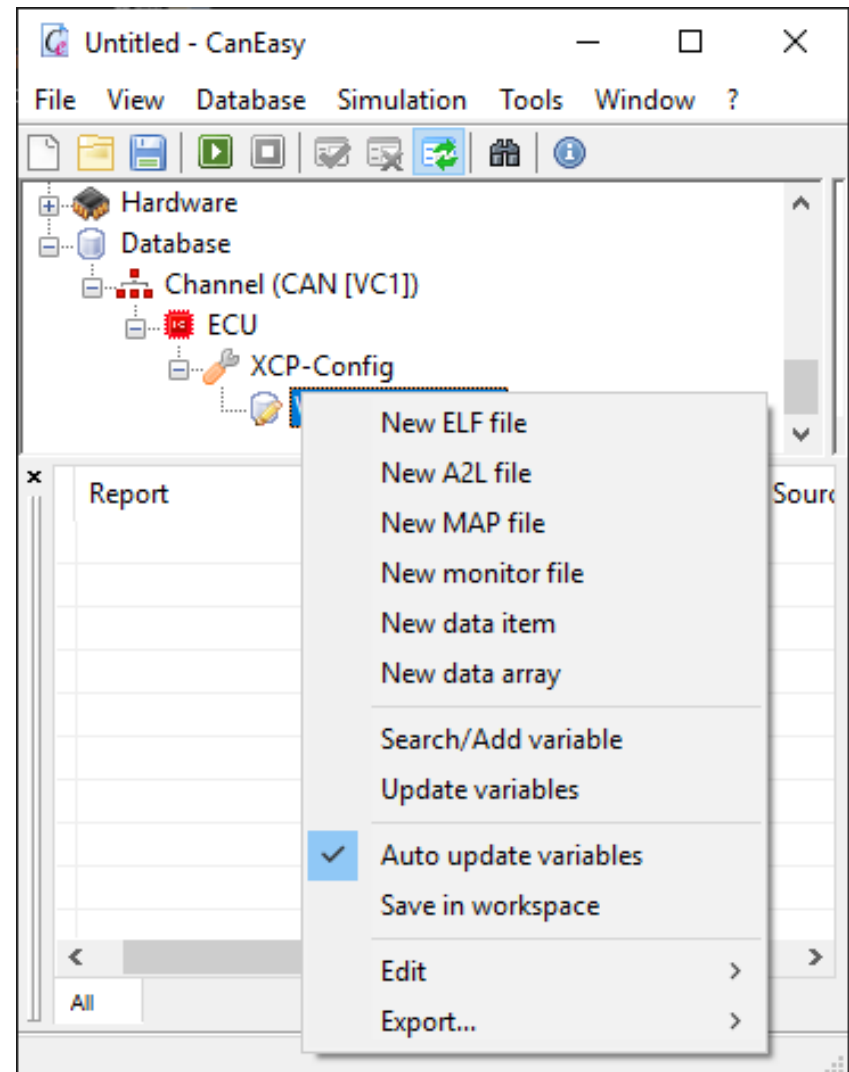 Untitled - CanEasy
File View Database Simulation Tools Window ?
Hardware
Database
Channel (CAN [VC1])
ECU
XCP-Config
New ELF file
New A2L file
New MAP file
New monitor file
New data item
New data array
Search/Add variable
Update variables
Auto update variables
Save in workspace
Edit
Export...
Report
All